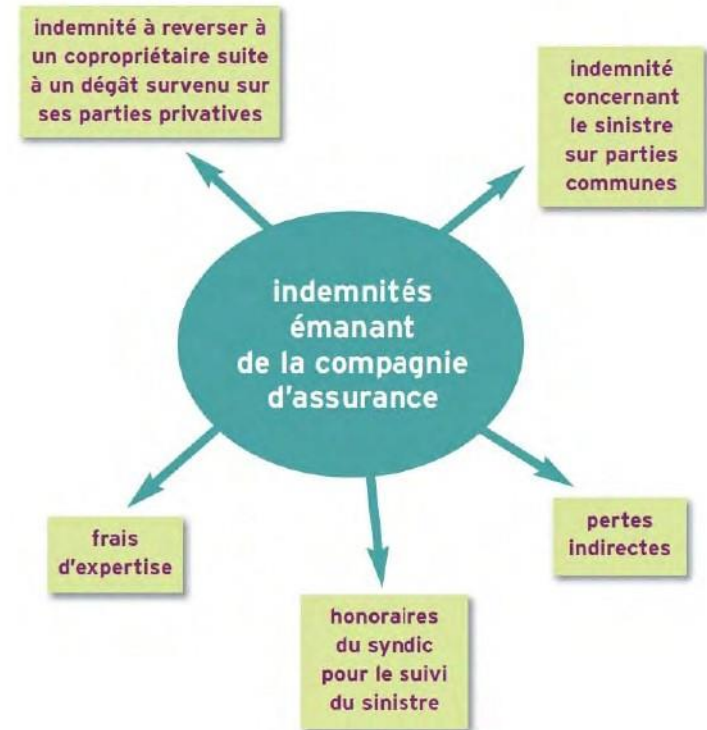 indemnité à reverser à
un copropriétaire suite
à un dégât survenu sur
ses parties privatives
indemnité
concernant
le sinistre
sur parties
communes
indemnités
émanant
de la compagnie
d'assurance
frais
d'expertise
pertes
indirectes
honoraires
du syndic
pour le suivi
du sinistre